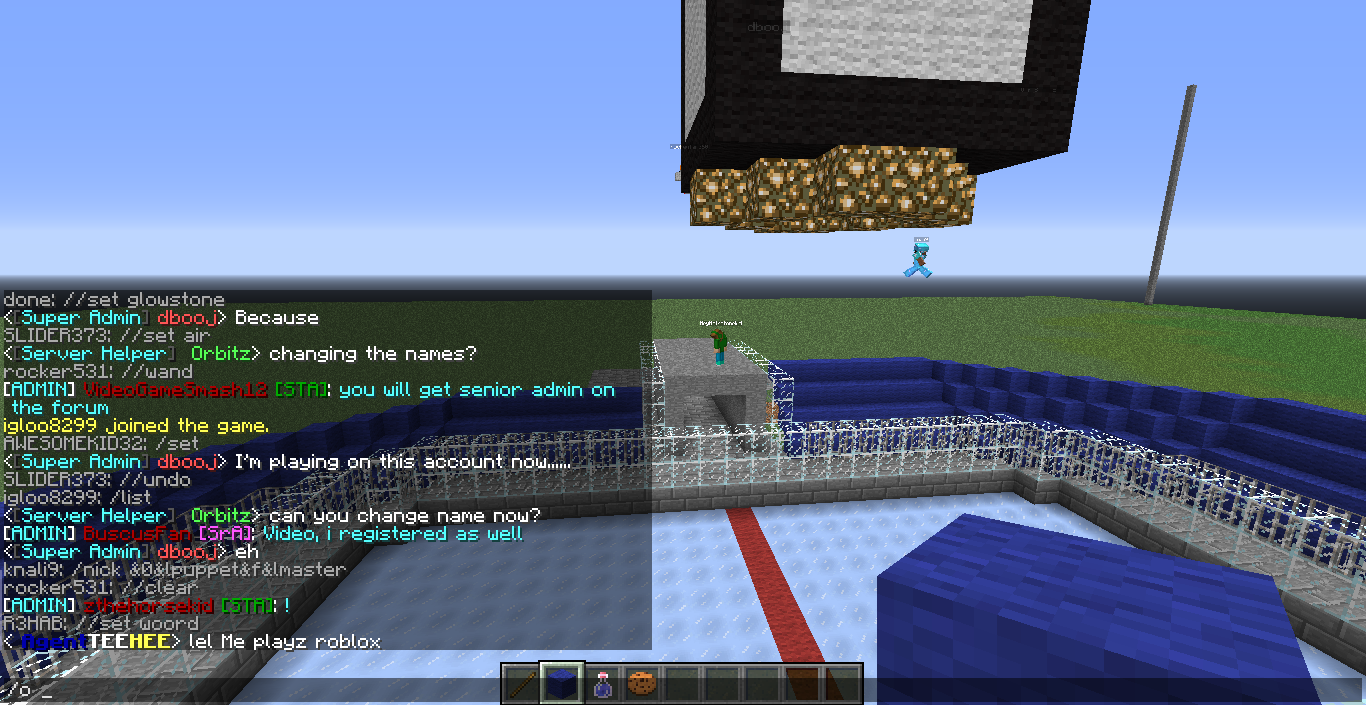 dboo
done: //set glowstone
<[Super Admin] dbooj> Because
SLIDER373: //set air
<[Server Helper] Orbitz> changing the names?
rocker531: //wand
[ADMIN] VideoGameSmash12 [STA]: you will get senior admin on
the forum
igloo8299 joined the game.
AWESOMEKID32: /set
<[Super Admin] dbooj> I'm playing on this account now......
SLIDER373: //undo
igloo8299: /list
<[Server Helper] Orbitz> can you change name now?
[ADMIN] BuscusFan [SrA]: Video, i registered as well
<[Super Admin] dbooj> eh
knali9: /nick &0&lpuppet&f&lmaster
rocker531: //clear
[ADMIN] zthehorsekid [STA]: !
R3HAB: //set woord
< AgentTEEHEE> lel Me playz roblox
/o _